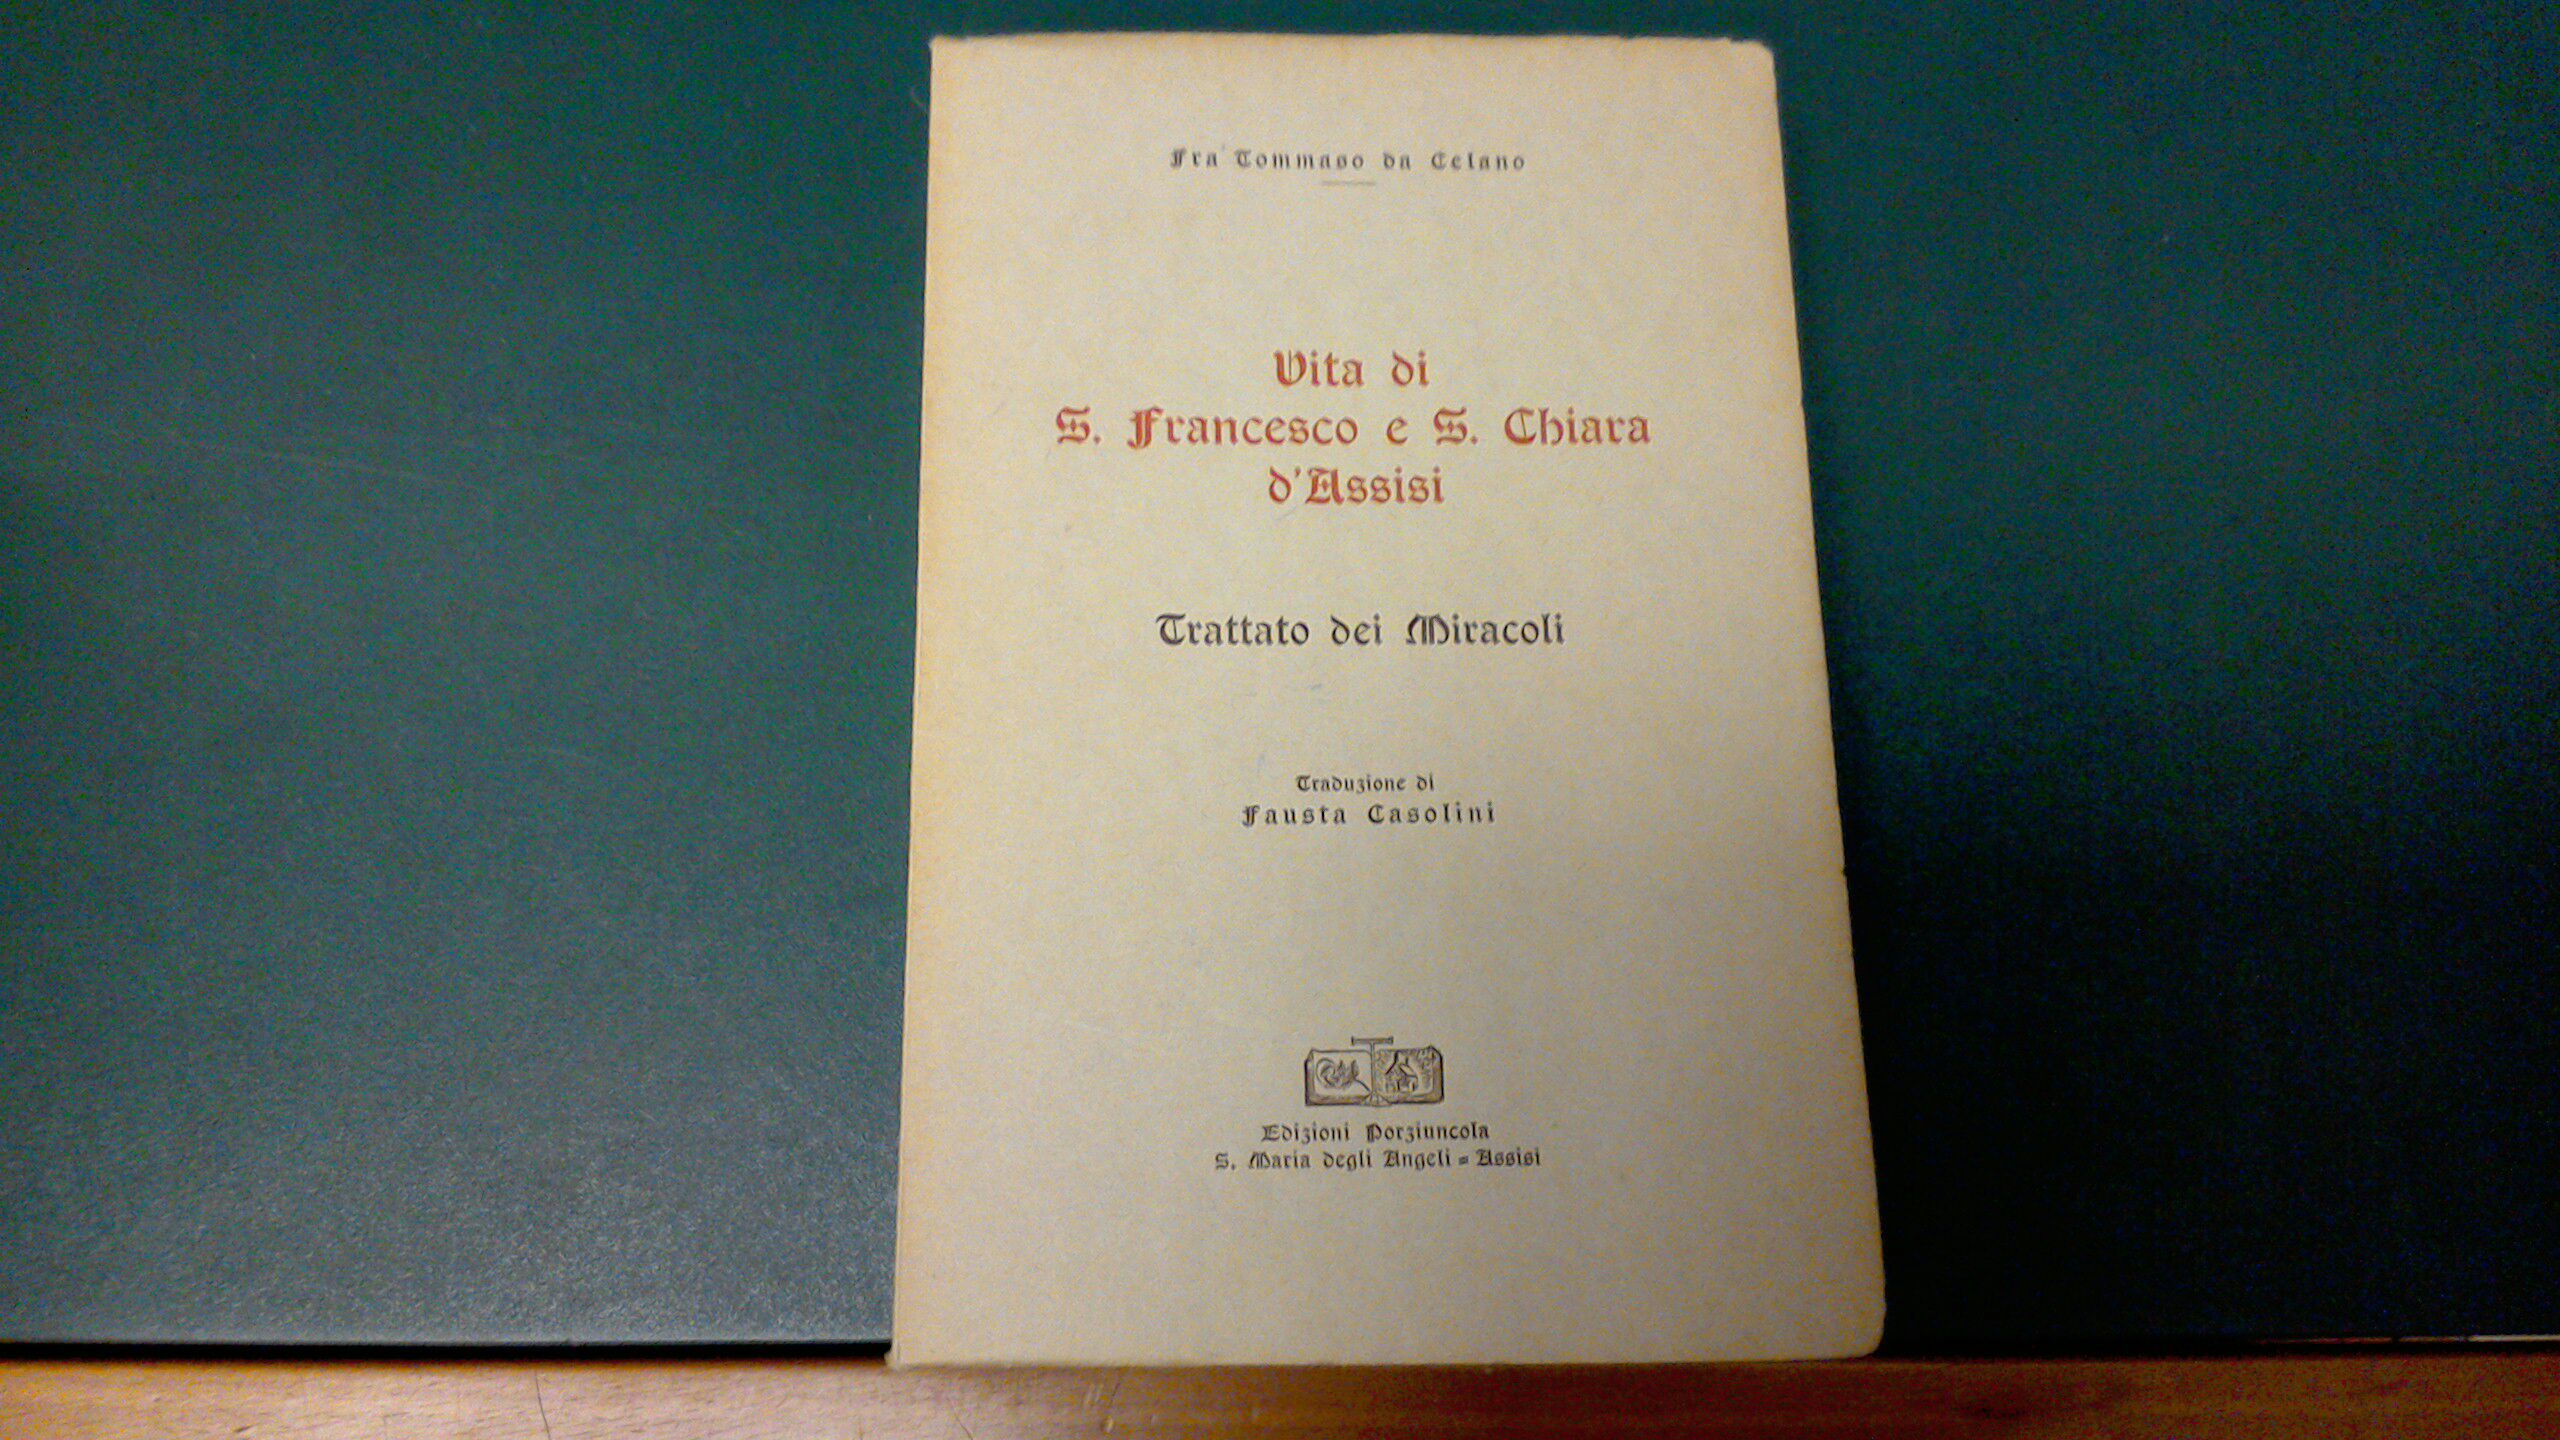 Fra' Tommaso da Celano
Vita di
S. Francesco e S. Chiara
d'Assisi
Trattato dei Miracoli
Traduzione di
Fausta Casolini
Edizioni Porziuncola
S. Maria degli Angeli = Assisi